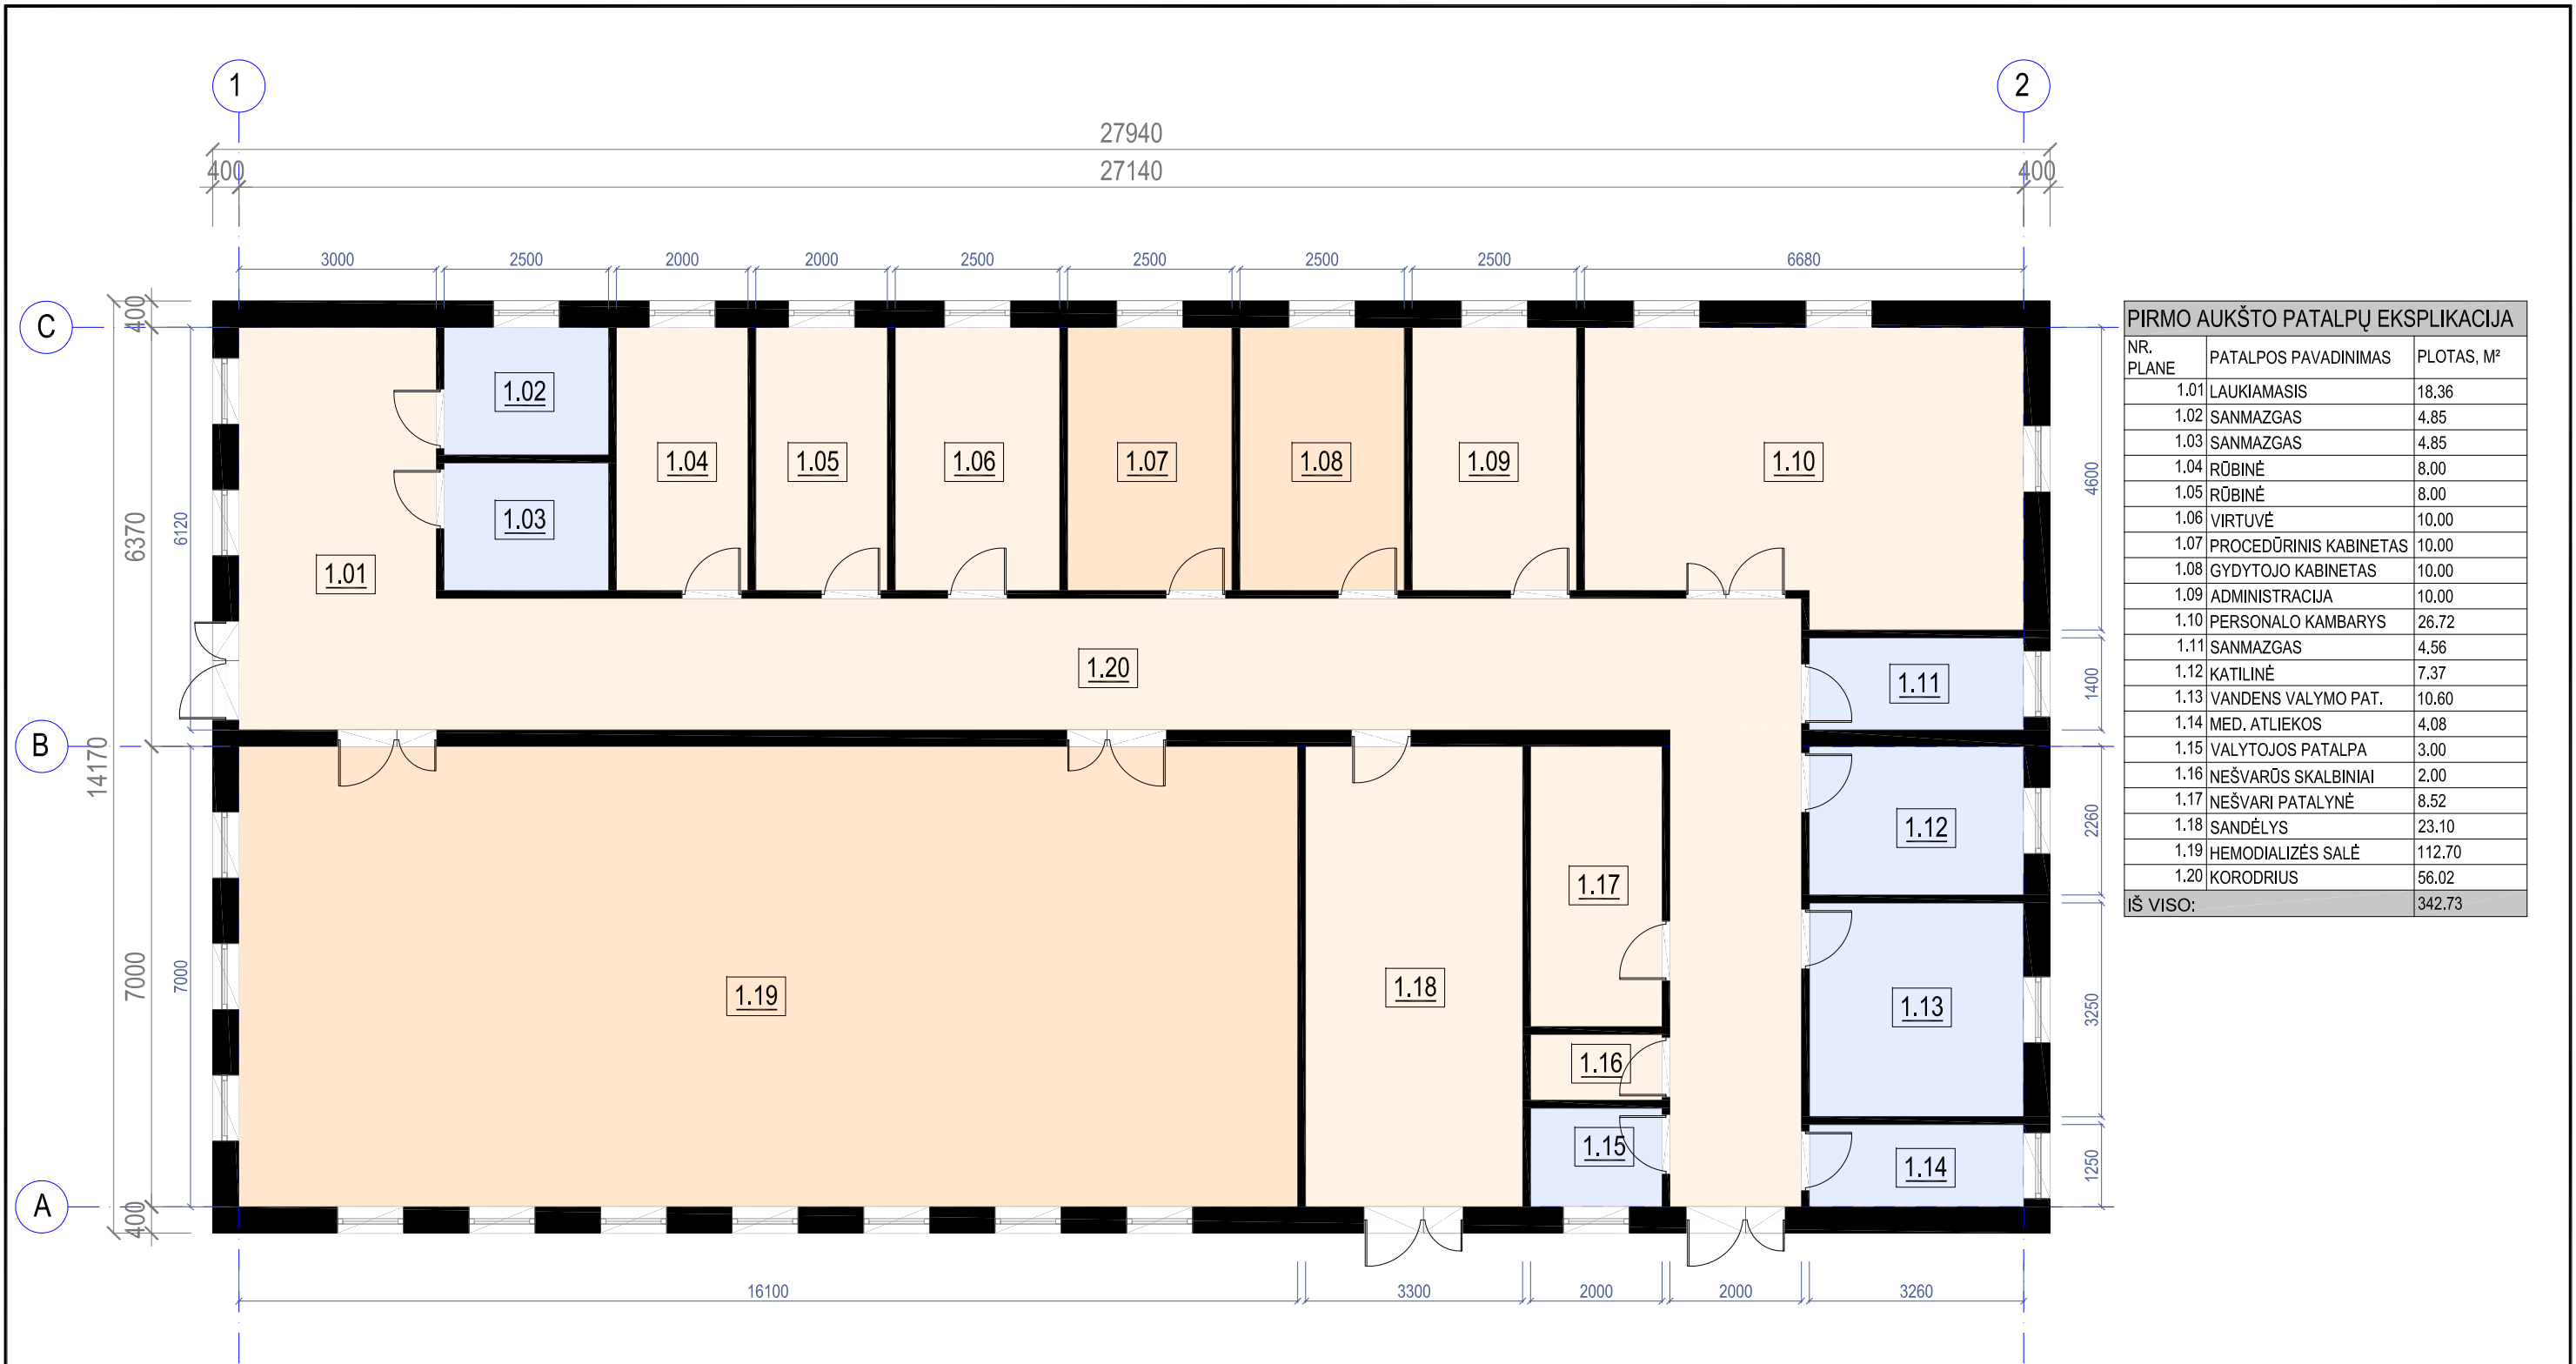 1
2
27940
400
27140
400
3000
2500
2000
2000
2500
2500
2500
2500
6680
C
B
A
400
6370
14170
7000
400
6120
7000
1.01
1.02
1.03
1.04
1.05
1.06
1.07
1.08
1.09
1.10
1.20
1.11
1.12
1.13
1.14
1.15
1.16
1.17
1.18
1.19
4600
1400
2260
3250
1250
16100
3300
2000
2000
3260
PIRMO AUKŠTO PATALPŲ EKSPLIKACIJA
NR. PLANE PATALPOS PAVADINIMAS PLOTAS, M²
1.01 LAUKIAMASIS 18.36
1.02 SANMAZGAS 4.85
1.03 SANMAZGAS 4.85
1.04 RŪBINĖ 8.00
1.05 RŪBINĖ 8.00
1.06 VIRTUVĖ 10.00
1.07 PROCEDŪRINIS KABINETAS 10.00
1.08 GYDYTOJO KABINETAS 10.00
1.09 ADMINISTRACIJA 10.00
1.10 PERSONALO KAMBARYS 26.72
1.11 SANMAZGAS 4.56
1.12 KATILINĖ 7.37
1.13 VANDENS VALYMO PAT. 10.60
1.14 MED. ATLIEKOS 4.08
1.15 VALYTOJOS PATALPA 3.00
1.16 NEŠVARŪS SKALBINIAI 2.00
1.17 NEŠVARI PATALYNĖ 8.52
1.18 SANDĖLYS 23.10
1.19 HEMODIALIZĖS SALĖ 112.70
1.20 KORODRIUS 56.02
IŠ VISO: 342.73